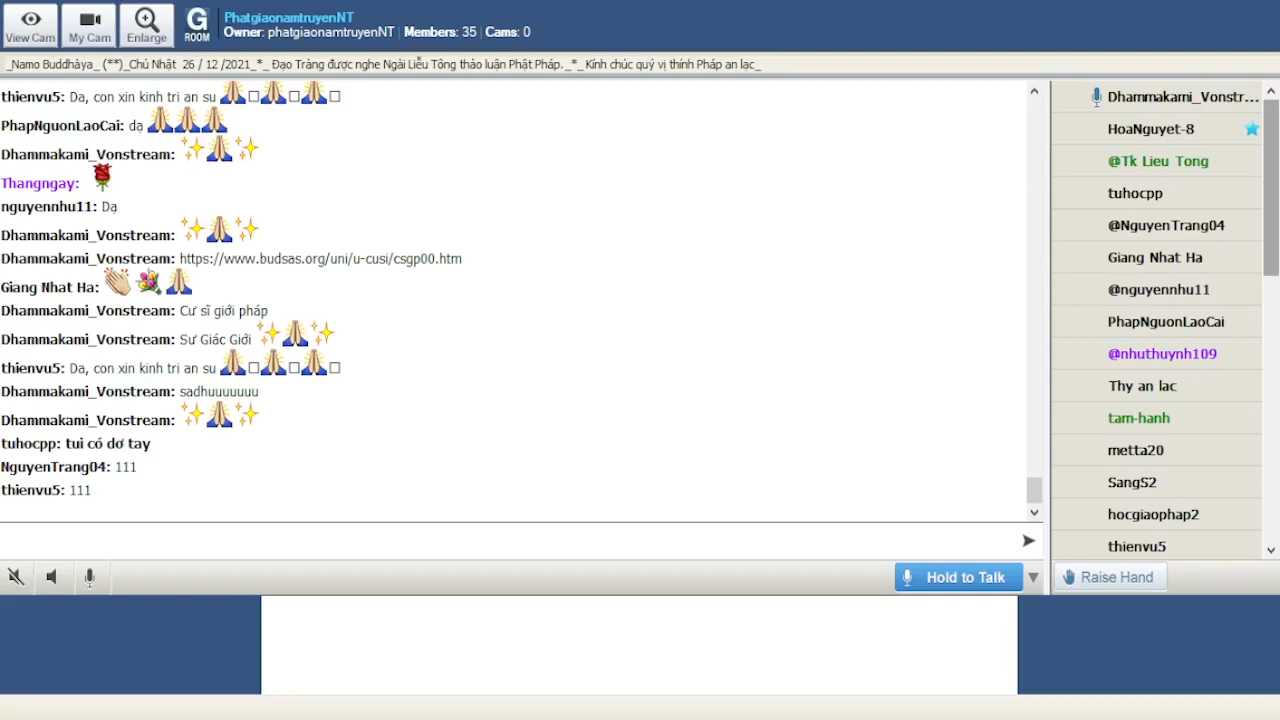 View Cam
My Cam
Enlarge
G
ROOM
PhatgiaonamtruyenNT
Owner: phatgiaonamtruyenNT | Members: 35 | Cams: 0
_Namo Buddhàya_ (**)_Chủ Nhật 26 / 12 /2021_*_ Đạo Tràng được nghe Ngài Liễu Tông thảo luận Phật Pháp._*_Kính chúc quý vị thính Pháp an lạc_
thienvu5: Da, con xin kinh tri an su 🙏□🙏□🙏□
PhapNguonLaoCai: dạ 🙏🙏🙏
Dhammakami_Vonstream: ✨🙏✨
Thangngay: 🌹
nguyennhu11: Dạ
Dhammakami_Vonstream: ✨🙏✨
Dhammakami_Vonstream: https://www.budsas.org/uni/u-cusi/csgp00.htm
Giang Nhat Ha: 👏💐🙏
Dhammakami_Vonstream: Cư sĩ giới pháp
Dhammakami_Vonstream: Sư Giác Giới ✨🙏✨
thienvu5: Da, con xin kinh tri an su 🙏□🙏□🙏□
Dhammakami_Vonstream: sadhuuuuuuu
Dhammakami_Vonstream: ✨🙏✨
tuhocpp: tui có dơ tay
NguyenTrang04: 111
thienvu5: 111
Hold to Talk
Dhammakami_Vonstr...
HoaNguyet-8
@Tk Lieu Tong
tuhocpp
@NguyenTrang04
Giang Nhat Ha
@nguyennhu11
PhapNguonLaoCai
@nhuthuynh109
Thy an lac
tam-hanh
metta20
SangS2
hocgiaophap2
thienvu5
Raise Hand